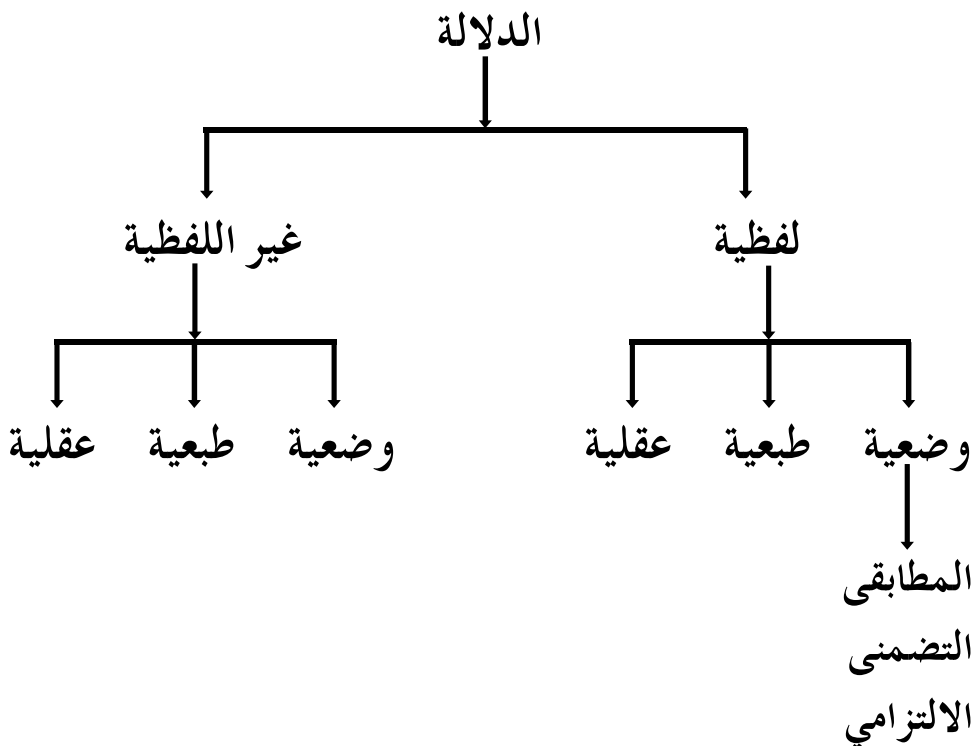 الدلالة
لفظية
غير اللفظية
وضعية
طبعية
عقلية
وضعية
طبعية
عقلية
المطابقى
التضمنى
الالتزامي